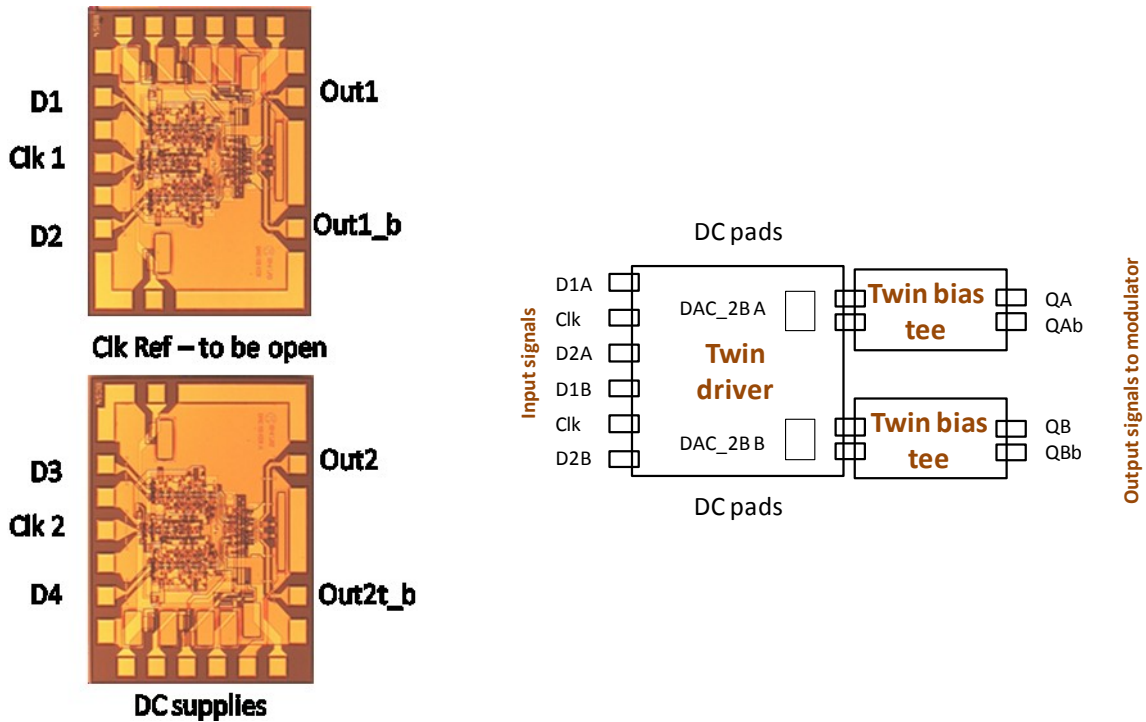 D1
Clk 1
D2
Out1
Out1_b
Clk Ref – to be open
D3
Clk 2
D4
Out2
Out2t_b
DC supplies
Input signals
D1A
Clk
D2A
D1B
Clk
D2B
DC pads
DAC_2B A
Twin
driver
DAC_2B B
DC pads
Twin bias
tee
Twin bias
tee
QA
QAb
QB
QBb
Output signals to modulator